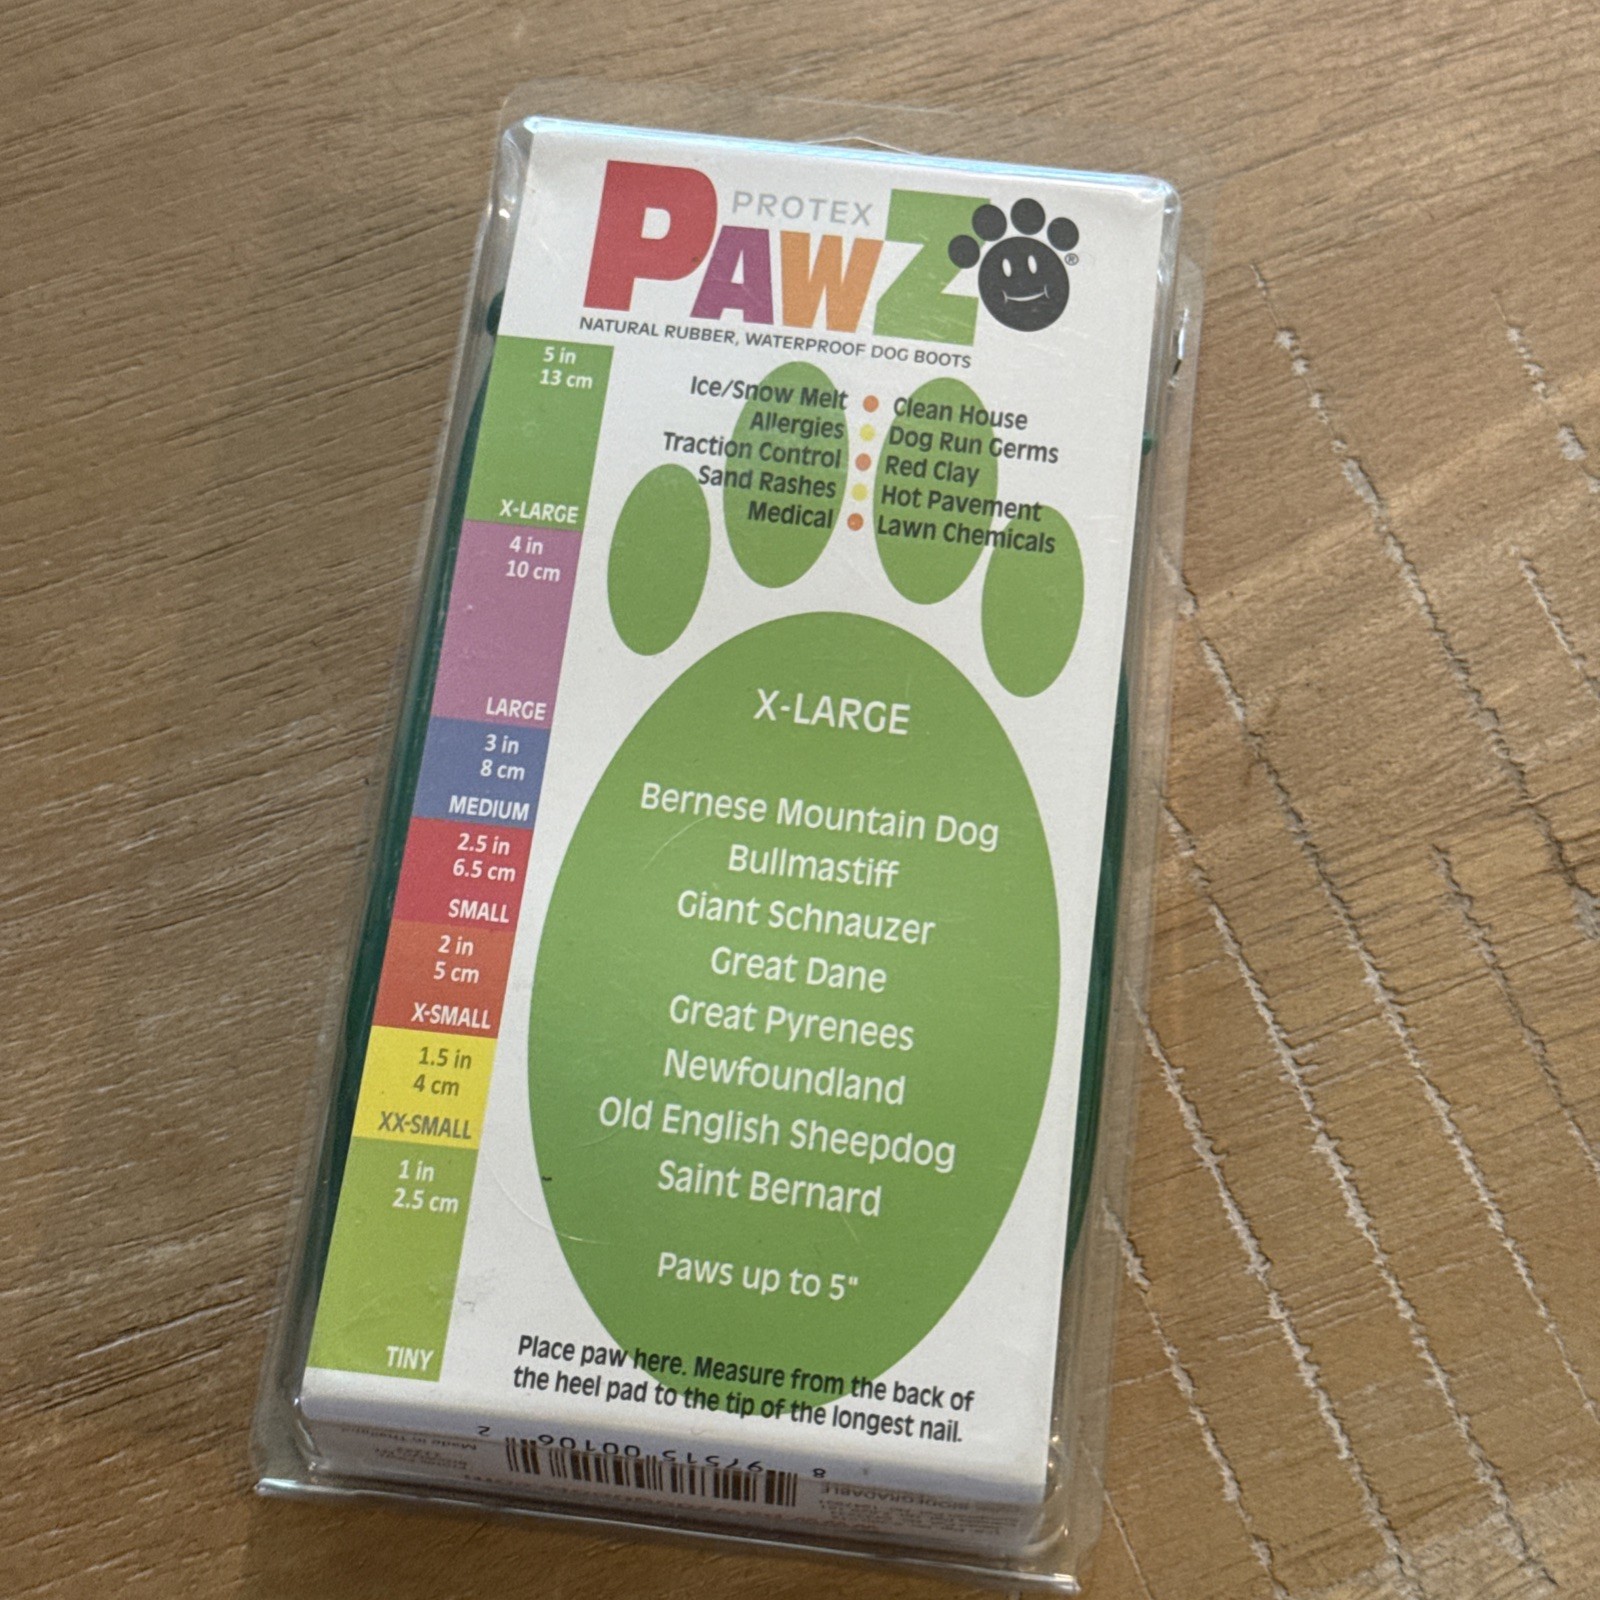 PROTEX
PAWZ ®
NATURAL RUBBER, WATERPROOF DOG BOOTS
Ice/Snow Melt • Clean House
Allergies • Dog Run Germs
Traction Control • Red Clay
Sand Rashes • Hot Pavement
Medical • Lawn Chemicals
5 in
13 cm
X-LARGE
4 in
10 cm
LARGE
3 in
8 cm
MEDIUM
2.5 in
6.5 cm
SMALL
2 in
5 cm
X-SMALL
1.5 in
4 cm
XX-SMALL
1 in
2.5 cm
TINY
X-LARGE
Bernese Mountain Dog
Bullmastiff
Giant Schnauzer
Great Dane
Great Pyrenees
Newfoundland
Old English Sheepdog
Saint Bernard
Paws up to 5"
Place paw here. Measure from the back of
the heel pad to the tip of the longest nail.
8 97515 00106 2
BIODEGRADABLE